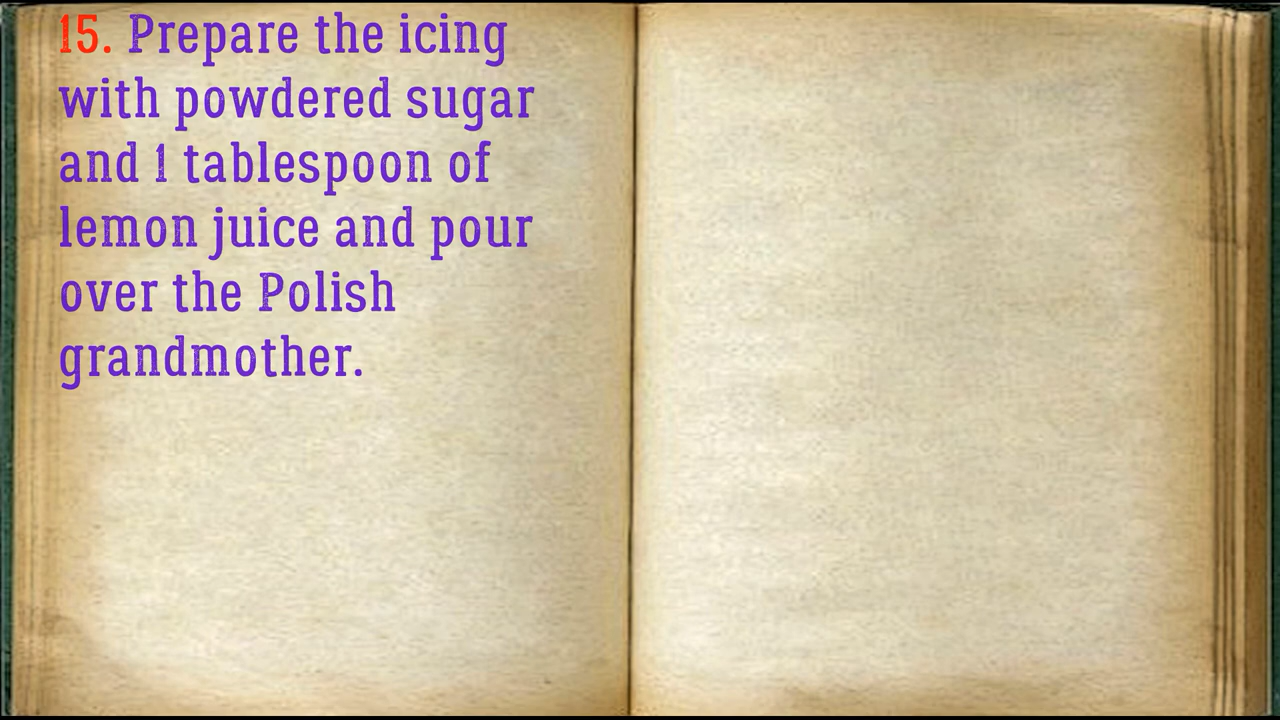 15. Prepare the icing
with powdered sugar
and 1 tablespoon of
lemon juice and pour
over the Polish
grandmother.